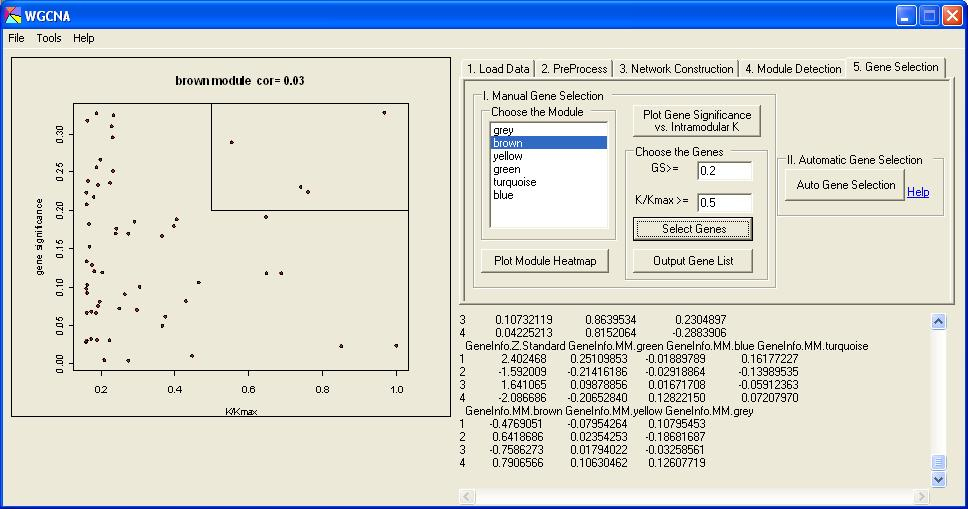 WGCNA
File Tools Help
brown module cor= 0.03
gene significance
0.00 0.05 0.10 0.15 0.20 0.25 0.30
0.2 0.4 0.6 0.8 1.0
K/Kmax
1. Load Data 2. PreProcess 3. Network Construction 4. Module Detection 5. Gene Selection
I. Manual Gene Selection
Choose the Module
grey
brown
yellow
green
turquoise
blue
Plot Module Heatmap
Plot Gene Significance
vs. Intramodular K
Choose the Genes
GS>= 0.2
K/Kmax >= 0.5
Select Genes
Output Gene List
II. Automatic Gene Selection
Auto Gene Selection Help
3 0.10732119 0.8639534 0.2304897
4 0.04225213 0.8152064 -0.2883906
GeneInfo.Z.Standard GeneInfo.MM.green GeneInfo.MM.blue GeneInfo.MM.turquoise
1 2.402468 0.25109853 -0.01889789 0.16177227
2 -1.592009 -0.21416186 -0.02918864 -0.13989535
3 1.641065 0.09878856 0.01671708 -0.05912363
4 -2.086686 -0.20652840 0.12822150 0.07207970
GeneInfo.MM.brown GeneInfo.MM.yellow GeneInfo.MM.grey
1 -0.4769051 -0.07954264 0.10795453
2 0.6418686 0.02354253 -0.18681687
3 -0.7586273 0.01794022 -0.03258561
4 0.7906566 0.10630462 0.12607719